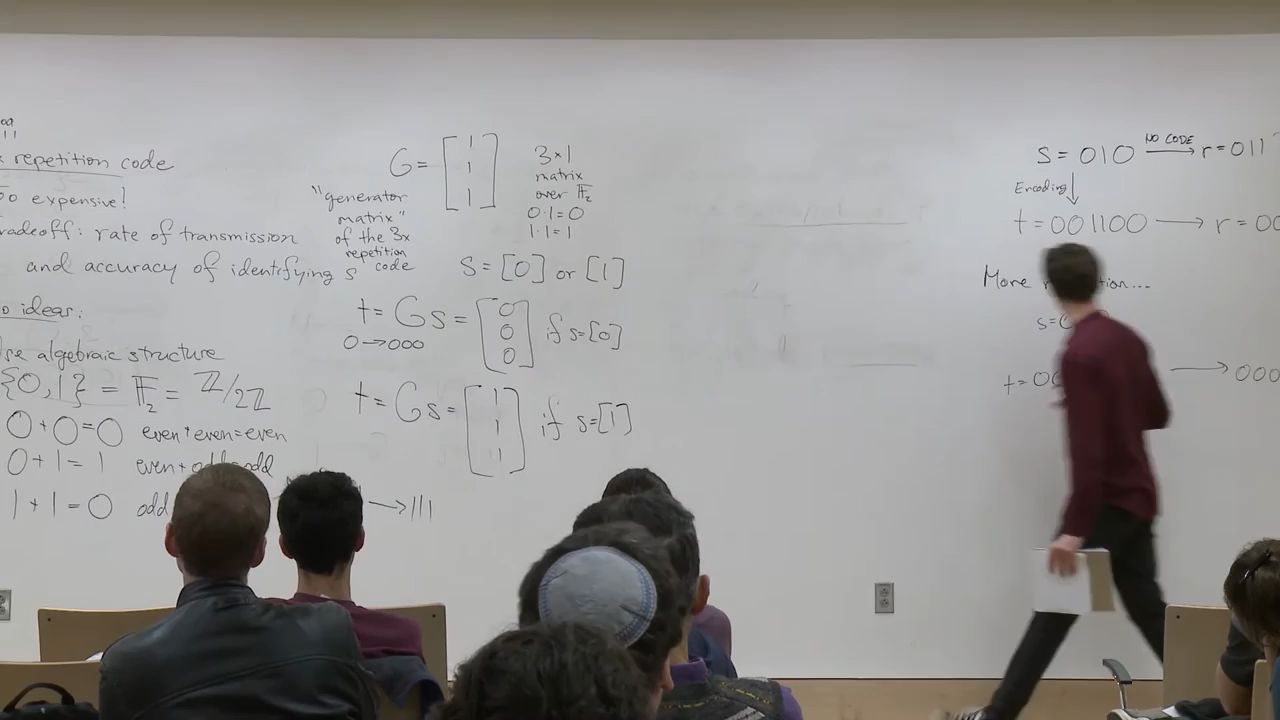 repetition code
expensive!
tradeoff: rate of transmission
and accuracy of identifying s
ideas:
algebraic structure
{0,1} = F₂ = Z/2Z
0+0=0 even+even=even
0+1=1 even+odd=odd
1+1=0 odd
→111
G= [1 1 1]
"generator
matrix"
of the 3x
repetition
code
3×1
matrix
over F₂
0·1=0
1·1=1
s=[0] or [1]
t=Gs=[0 0 0] if s=[0]
0→000
t=Gs=[1 1 1] if s=[1]
s=010 NO CODE → r=011
Encoding ↓
t=001100 → r=00
More
s=
t=00 → 000